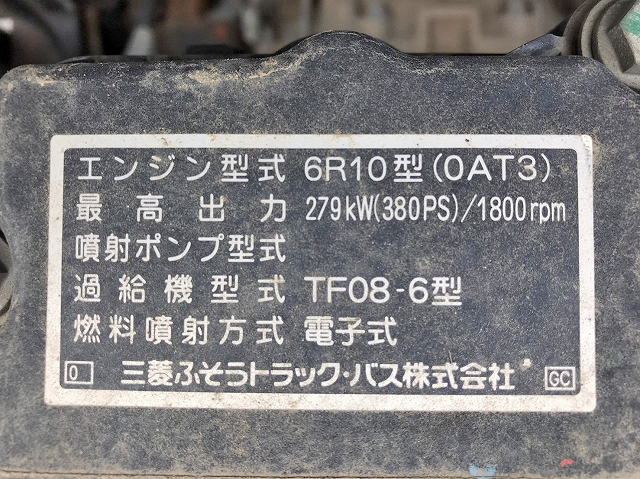 エンジン型式 6R10型(0AT3)
最高出力 279kW(380PS)/1800rpm
噴射ポンプ型式
過給機型式 TF08-6型
燃料噴射方式 電子式
0 三菱ふそうトラック・バス株式会社 GC